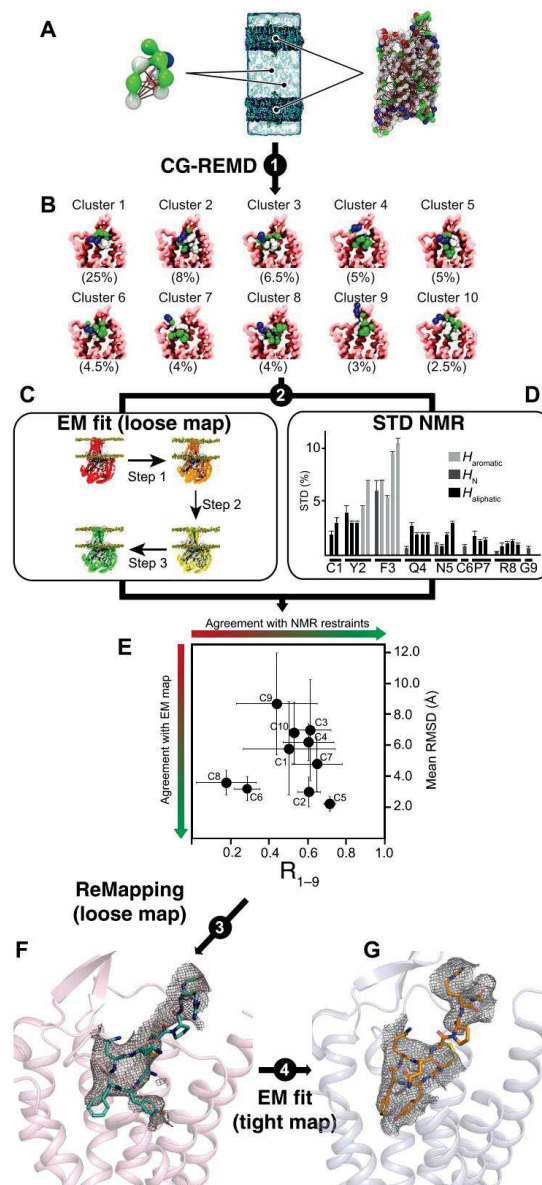 A
CG-REMD 1
B
Cluster 1 Cluster 2 Cluster 3 Cluster 4 Cluster 5
(25%) (8%) (6.5%) (5%) (5%)
Cluster 6 Cluster 7 Cluster 8 Cluster 9 Cluster 10
(4.5%) (4%) (4%) (3%) (2.5%)
2
C
EM fit (loose map)
Step 1
Step 2
Step 3
D
STD NMR
STD (%)
10
5
Haromatic
HN
Haliphatic
C1 Y2 F3 Q4 N5 C6 P7 R8 G9
E
Agreement with NMR restraints
Agreement with EM map
C9
C10
C3
C4
C1
C7
C8
C6
C2
C5
12.0
10.0
8.0
6.0
4.0
2.0
Mean RMSD (Å)
0.2 0.4 0.6 0.8 1.0
R1–9
ReMapping
(loose map)
3
F
G
4
EM fit
(tight map)